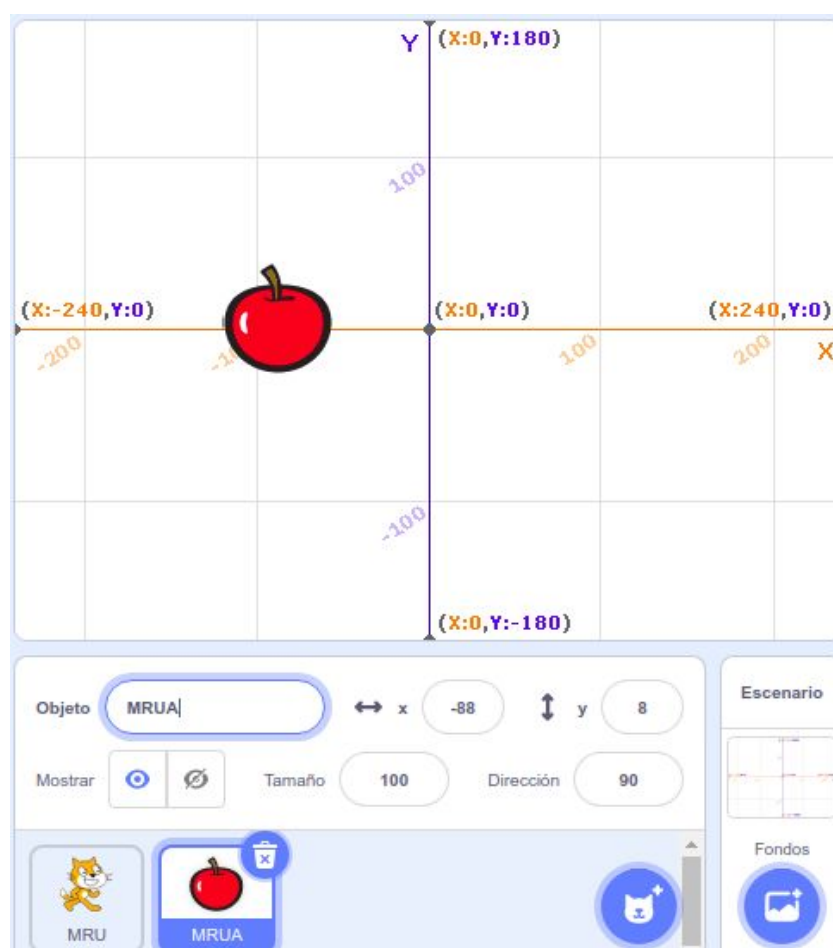 Y (X:0,Y:180)
100
(X:-240,Y:0) (X:0,Y:0) (X:240,Y:0)
-200 100 200 X
-100
(X:0,Y:-180)
Objeto MRUA x -88 y 8
Mostrar Tamaño 100 Dirección 90
Escenario
Fondos
MRU MRUA